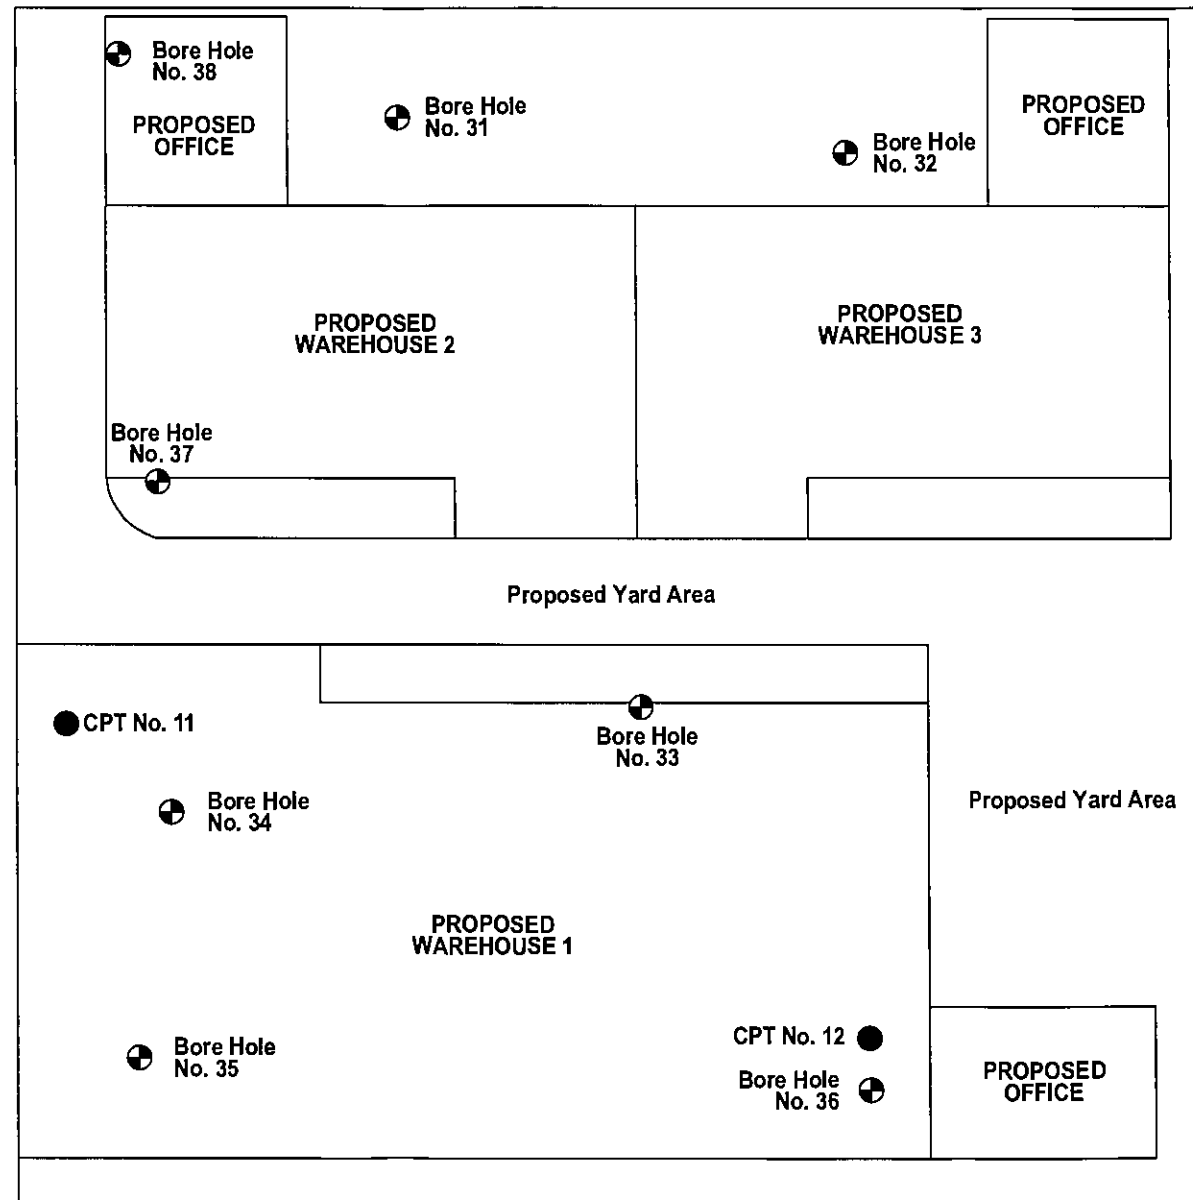 Bore Hole
No. 38
PROPOSED
OFFICE
Bore Hole
No. 31
Bore Hole
No. 32
PROPOSED
OFFICE
PROPOSED
WAREHOUSE 2
PROPOSED
WAREHOUSE 3
Bore Hole
No. 37
Proposed Yard Area
CPT No. 11
Bore Hole
No. 33
Bore Hole
No. 34
Proposed Yard Area
PROPOSED
WAREHOUSE 1
Bore Hole
No. 35
CPT No. 12
Bore Hole
No. 36
PROPOSED
OFFICE